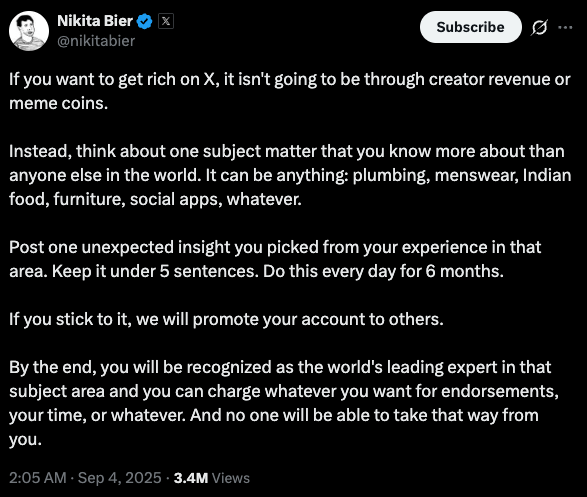 Nikita Bier
@nikitabier
Subscribe
If you want to get rich on X, it isn't going to be through creator revenue or
meme coins.
Instead, think about one subject matter that you know more about than
anyone else in the world. It can be anything: plumbing, menswear, Indian
food, furniture, social apps, whatever.
Post one unexpected insight you picked from your experience in that
area. Keep it under 5 sentences. Do this every day for 6 months.
If you stick to it, we will promote your account to others.
By the end, you will be recognized as the world's leading expert in that
subject area and you can charge whatever you want for endorsements,
your time, or whatever. And no one will be able to take that way from
you.
2:05 AM · Sep 4, 2025 · 3.4M Views